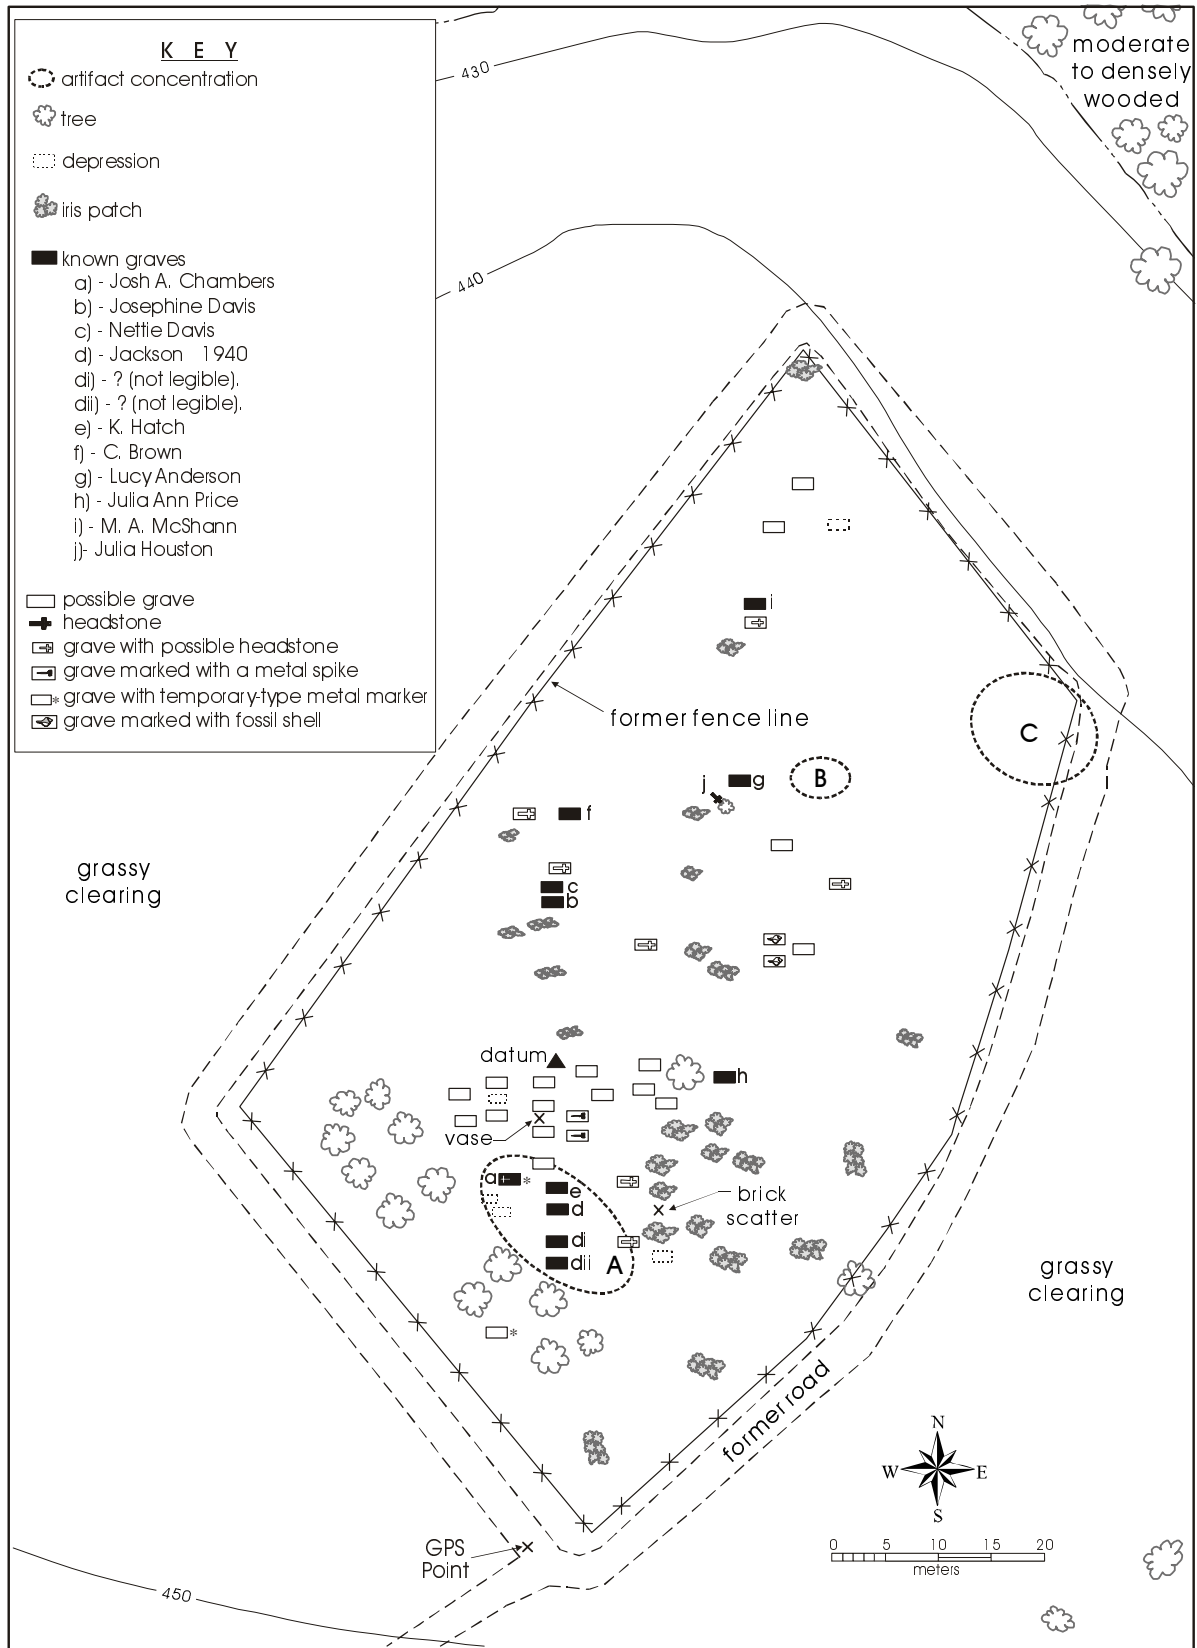 K E Y
artifact concentration
tree
depression
iris patch
known graves
a) - Josh A. Chambers
b) - Josephine Davis
c) - Nettie Davis
d) - Jackson 1940
di) - ? (not legible).
dii) - ? (not legible).
e) - K. Hatch
f) - C. Brown
g) - Lucy Anderson
h) - Julia Ann Price
i) - M. A. McShann
j)- Julia Houston
possible grave
headstone
grave with possible headstone
grave marked with a metal spike
* grave with temporary-type metal marker
grave marked with fossil shell
430
moderate
to densely
wooded
440
i
former fence line
C
j
g
B
f
grassy
clearing
c
b
datum
h
vase
a
*
e
brick
scatter
d
di
dii
A
grassy
clearing
*
former road
N
W E
S
GPS
Point
0 5 10 15 20
meters
450